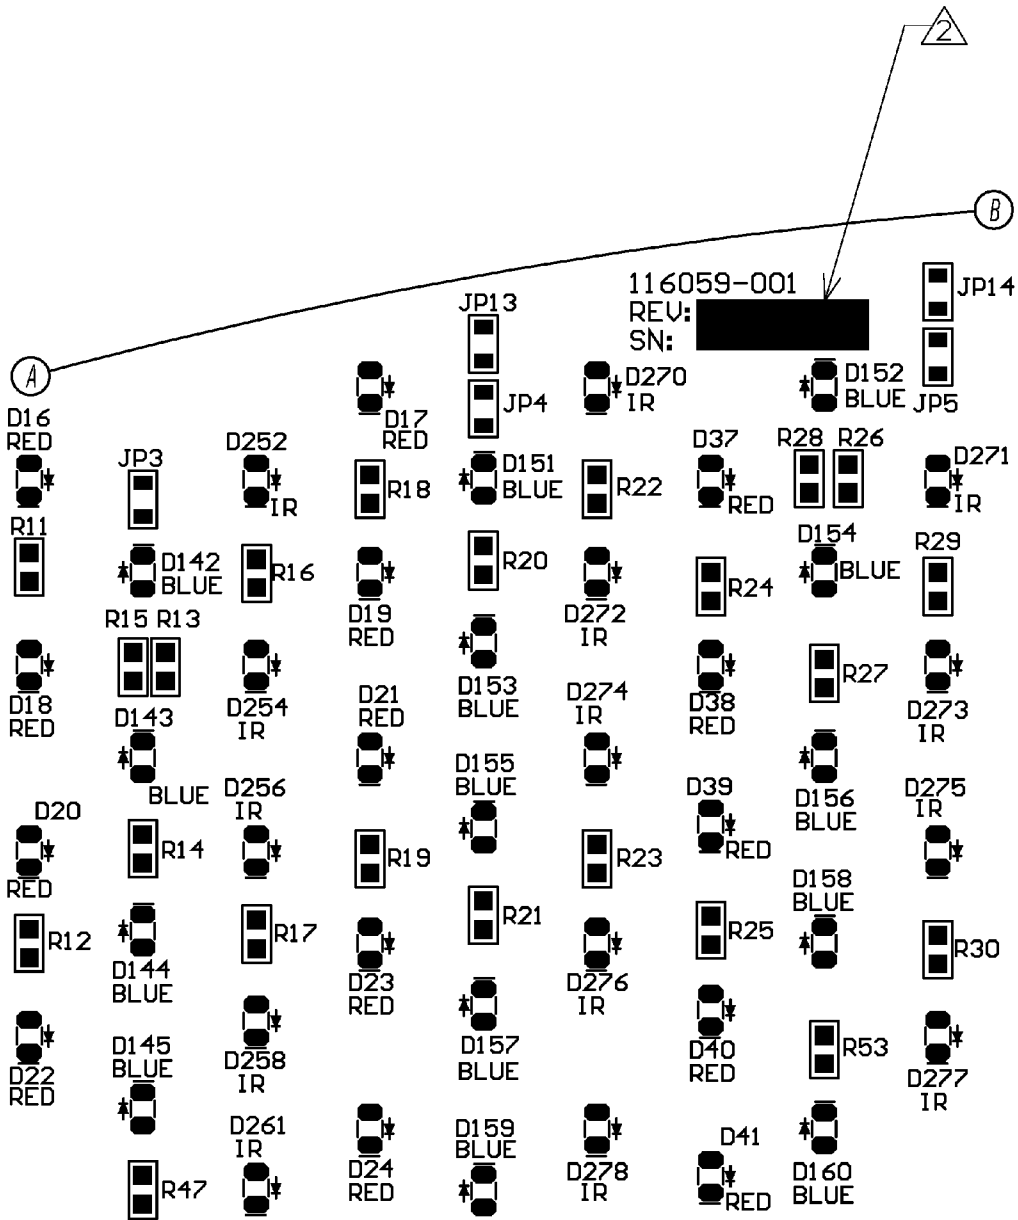 2
B
A
116059-001
REV:
SN:
JP14
JP13
D270
IR
D152
BLUE
JP5
D16
RED
JP4
D17
RED
D252
IR
D37
RED
R28
R26
D271
IR
JP3
D151
BLUE
R18
R22
R11
D154
BLUE
R29
D142
BLUE
R16
R20
R24
D19
RED
D272
IR
R15
R13
R27
D18
RED
D254
IR
D21
RED
D153
BLUE
D274
IR
D38
RED
D273
IR
D143
BLUE
D155
BLUE
D39
RED
D156
BLUE
D275
IR
D20
RED
D256
IR
R14
R19
R23
D158
BLUE
R12
R17
R21
R25
R30
D144
BLUE
D23
RED
D276
IR
D145
BLUE
D258
IR
D157
BLUE
D40
RED
R53
D22
RED
D277
IR
D261
IR
D159
BLUE
D41
RED
D24
RED
D278
IR
D160
BLUE
R47